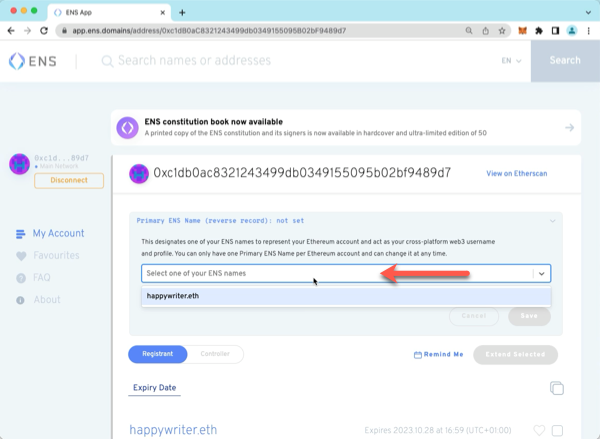 ENS App
app.ens.domains/address/0xc1dB0aC8321243499db0349155095B02bF9489d7
ENS
Search names or addresses
EN
Search
ENS constitution book now available
A printed copy of the ENS constitution and its signers is now available in hardcover and ultra-limited edition of 50
0xc1d...89d7
Main Network
Disconnect
My Account
Favourites
FAQ
About
0xc1db0ac8321243499db0349155095b02bf9489d7
View on Etherscan
Primary ENS Name (reverse record): not set
This designates one of your ENS names to represent your Ethereum account and act as your cross-platform web3 username
and profile. You can only have one Primary ENS Name per Ethereum account and can change it at any time.
Select one of your ENS names
happywriter.eth
Cancel
Save
Registrant
Controller
Remind Me
Extend Selected
Expiry Date
happywriter.eth
Expires 2023.10.28 at 16:59 (UTC+01:00)